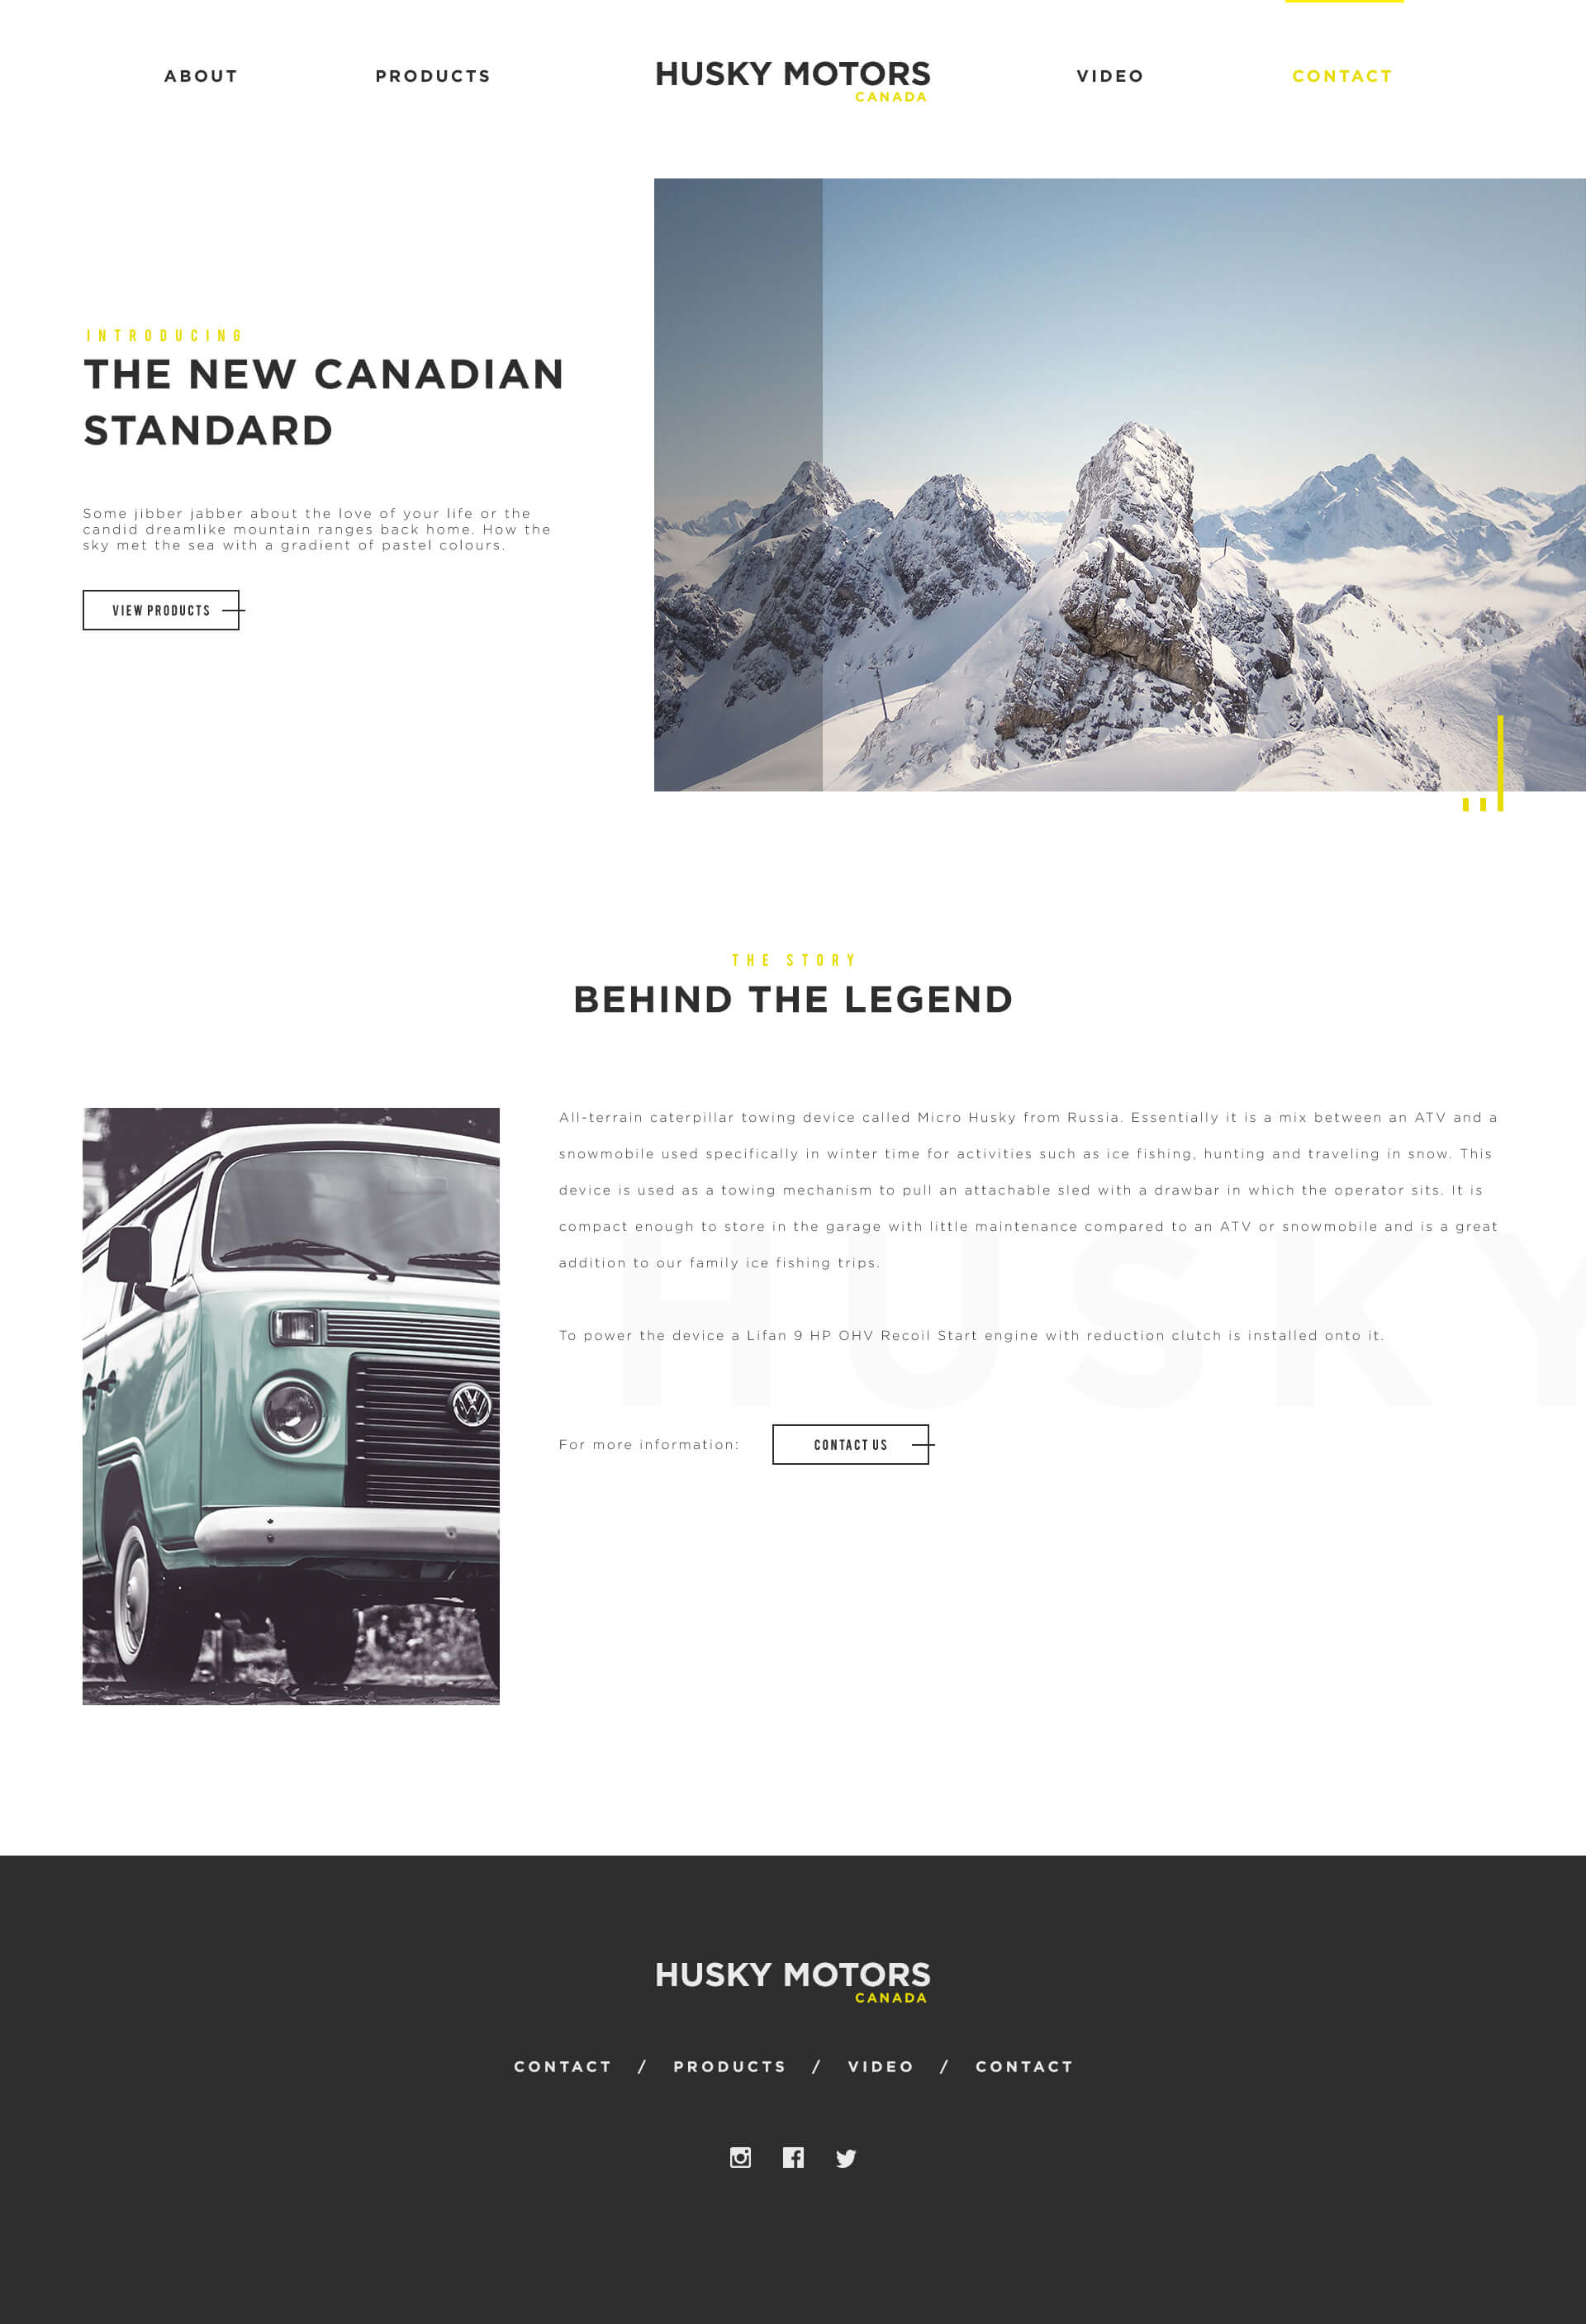 ABOUT
PRODUCTS
HUSKY MOTORS
CANADA
VIDEO
CONTACT
INTRODUCING
THE NEW CANADIAN
STANDARD
Some jibber jabber about the love of your life or the
candid dreamlike mountain ranges back home. How the
sky met the sea with a gradient of pastel colours.
VIEW PRODUCTS
THE STORY
BEHIND THE LEGEND
All-terrain caterpillar towing device called Micro Husky from Russia. Essentially it is a mix between an ATV and a
snowmobile used specifically in winter time for activities such as ice fishing, hunting and traveling in snow. This
device is used as a towing mechanism to pull an attachable sled with a drawbar in which the operator sits. It is
compact enough to store in the garage with little maintenance compared to an ATV or snowmobile and is a great
addition to our family ice fishing trips.
HUSKY
To power the device a Lifan 9 HP OHV Recoil Start engine with reduction clutch is installed onto it.
For more information:
CONTACT US
HUSKY MOTORS
CANADA
CONTACT / PRODUCTS / VIDEO / CONTACT